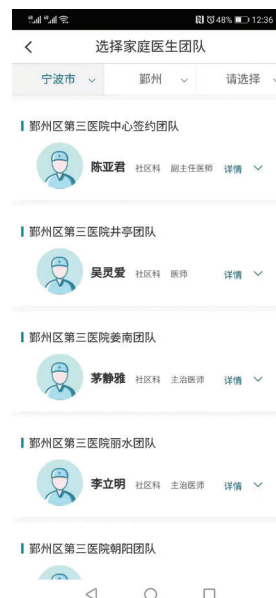 48% 12:36
选择家庭医生团队
宁波市 鄞州 请选择
鄞州区第三医院中心签约团队
陈亚君 社区科 副主任医师 详情
鄞州区第三医院井亭团队
吴灵爱 社区科 医师 详情
鄞州区第三医院姜南团队
茅静雅 社区科 主治医师 详情
鄞州区第三医院丽水团队
李立明 社区科 主治医师 详情
鄞州区第三医院朝阳团队